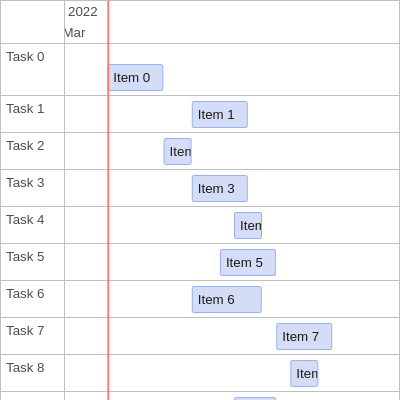 2022
Mar
Task 0
Item 0
Task 1
Item 1
Task 2
Item
Task 3
Item 3
Task 4
Item
Task 5
Item 5
Task 6
Item 6
Task 7
Item 7
Task 8
Item